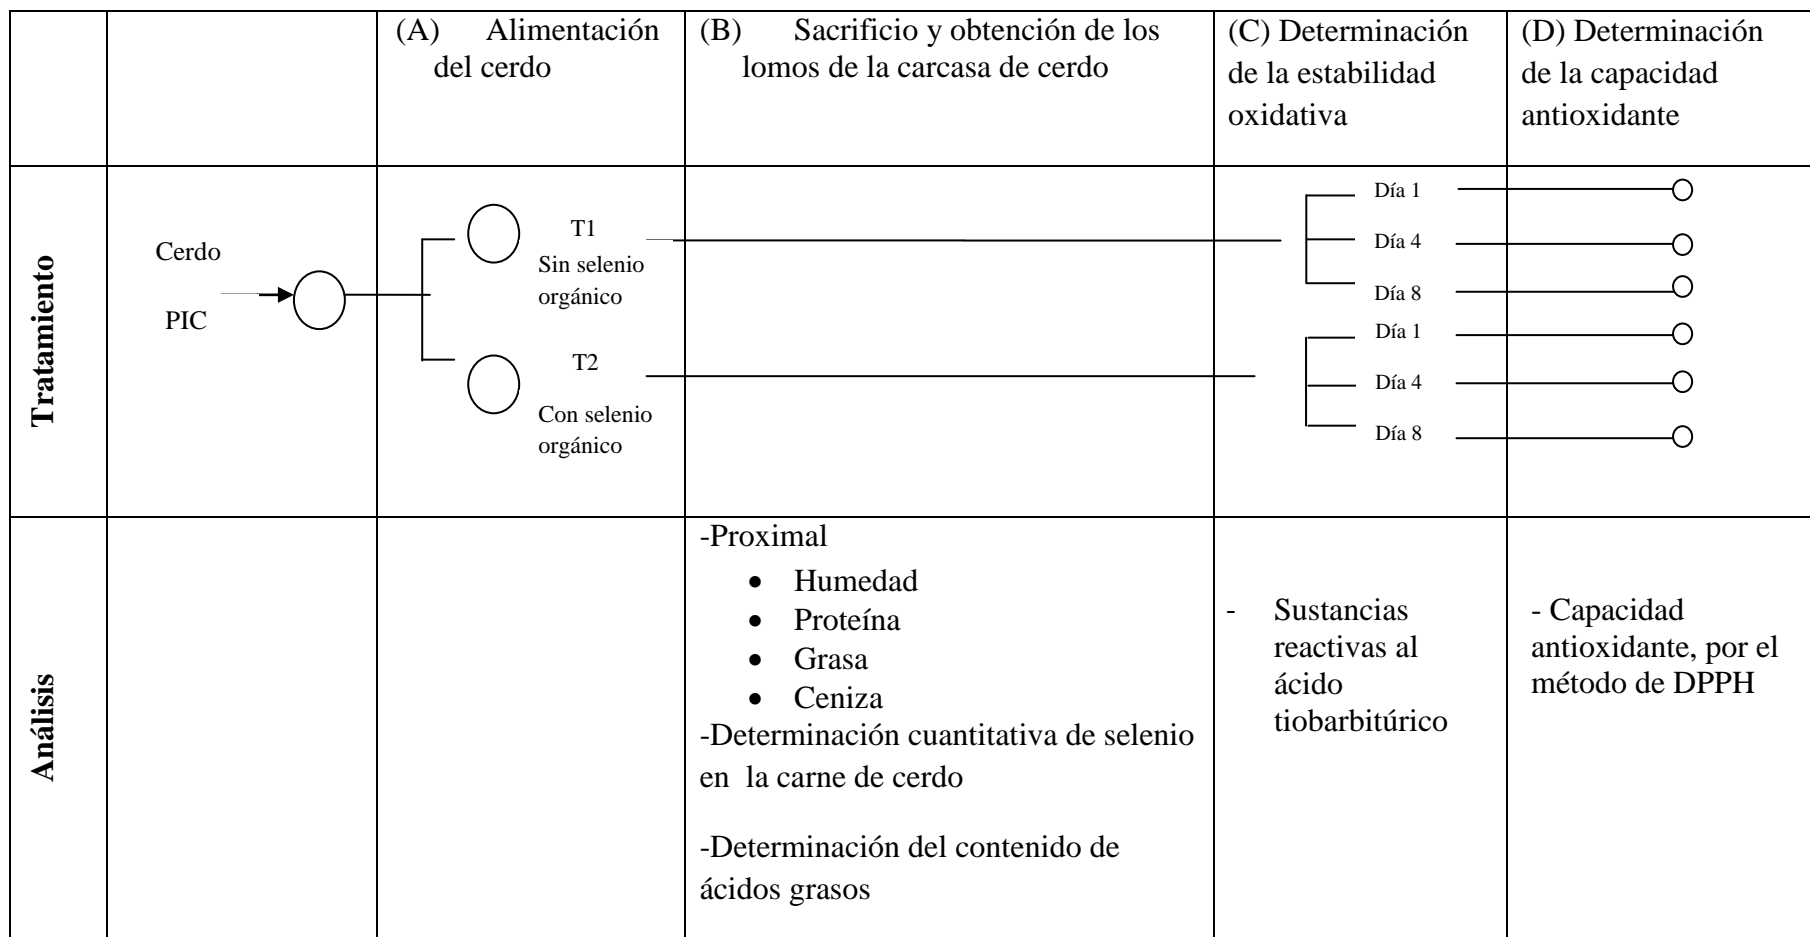 (A) Alimentación
del cerdo
(B) Sacrificio y obtención de los
lomos de la carcasa de cerdo
(C) Determinación
de la estabilidad
oxidativa
(D) Determinación
de la capacidad
antioxidante
Tratamiento
Cerdo
PIC
T1
Sin selenio
orgánico
T2
Con selenio
orgánico
Día 1
Día 4
Día 8
Día 1
Día 4
Día 8
Análisis
-Proximal
• Humedad
• Proteína
• Grasa
• Ceniza
-Determinación cuantitativa de selenio
en la carne de cerdo
-Determinación del contenido de
ácidos grasos
- Sustancias
reactivas al
ácido
tiobarbitúrico
- Capacidad
antioxidante, por el
método de DPPH